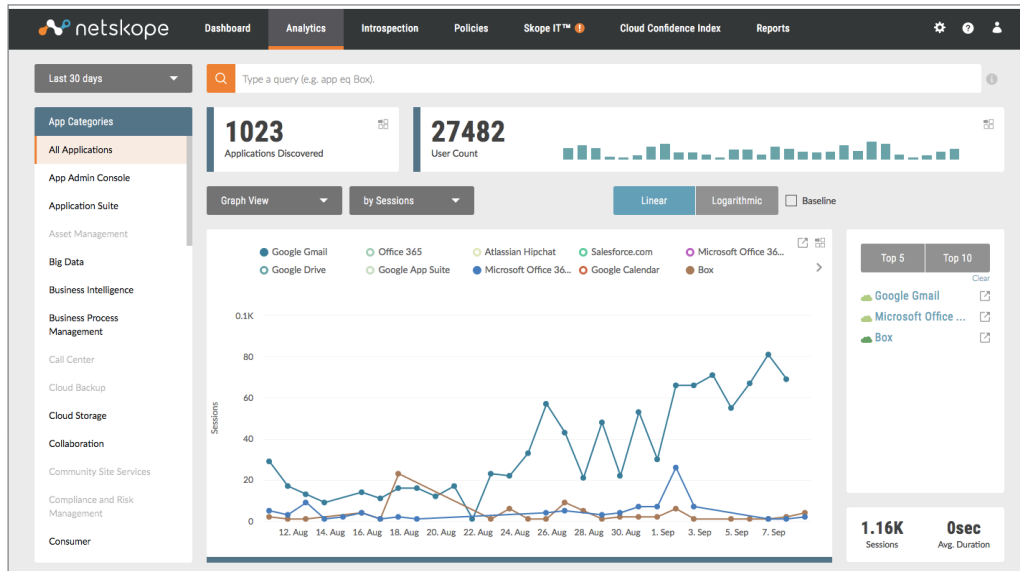 netskope
Dashboard
Analytics
Introspection
Policies
Skope IT™ !
Cloud Confidence Index
Reports
?
Last 30 days
Type a query (e.g. app eq Box).
i
App Categories
All Applications
App Admin Console
Application Suite
Asset Management
Big Data
Business Intelligence
Business Process
Management
Call Center
Cloud Backup
Cloud Storage
Collaboration
Community Site Services
Compliance and Risk
Management
Consumer
1023
Applications Discovered
27482
User Count
Graph View
by Sessions
Linear
Logarithmic
Baseline
Google Gmail
Office 365
Atlassian Hipchat
Salesforce.com
Microsoft Office 36...
Google Drive
Google App Suite
Microsoft Office 36...
Google Calendar
Box
0.1K
80
60
40
20
0
Sessions
12. Aug 14. Aug 16. Aug 18. Aug 20. Aug 22. Aug 24. Aug 26. Aug 28. Aug 30. Aug 1. Sep 3. Sep 5. Sep 7. Sep
Top 5
Top 10
Clear
Google Gmail
Microsoft Office ...
Box
1.16K
Sessions
0sec
Avg. Duration